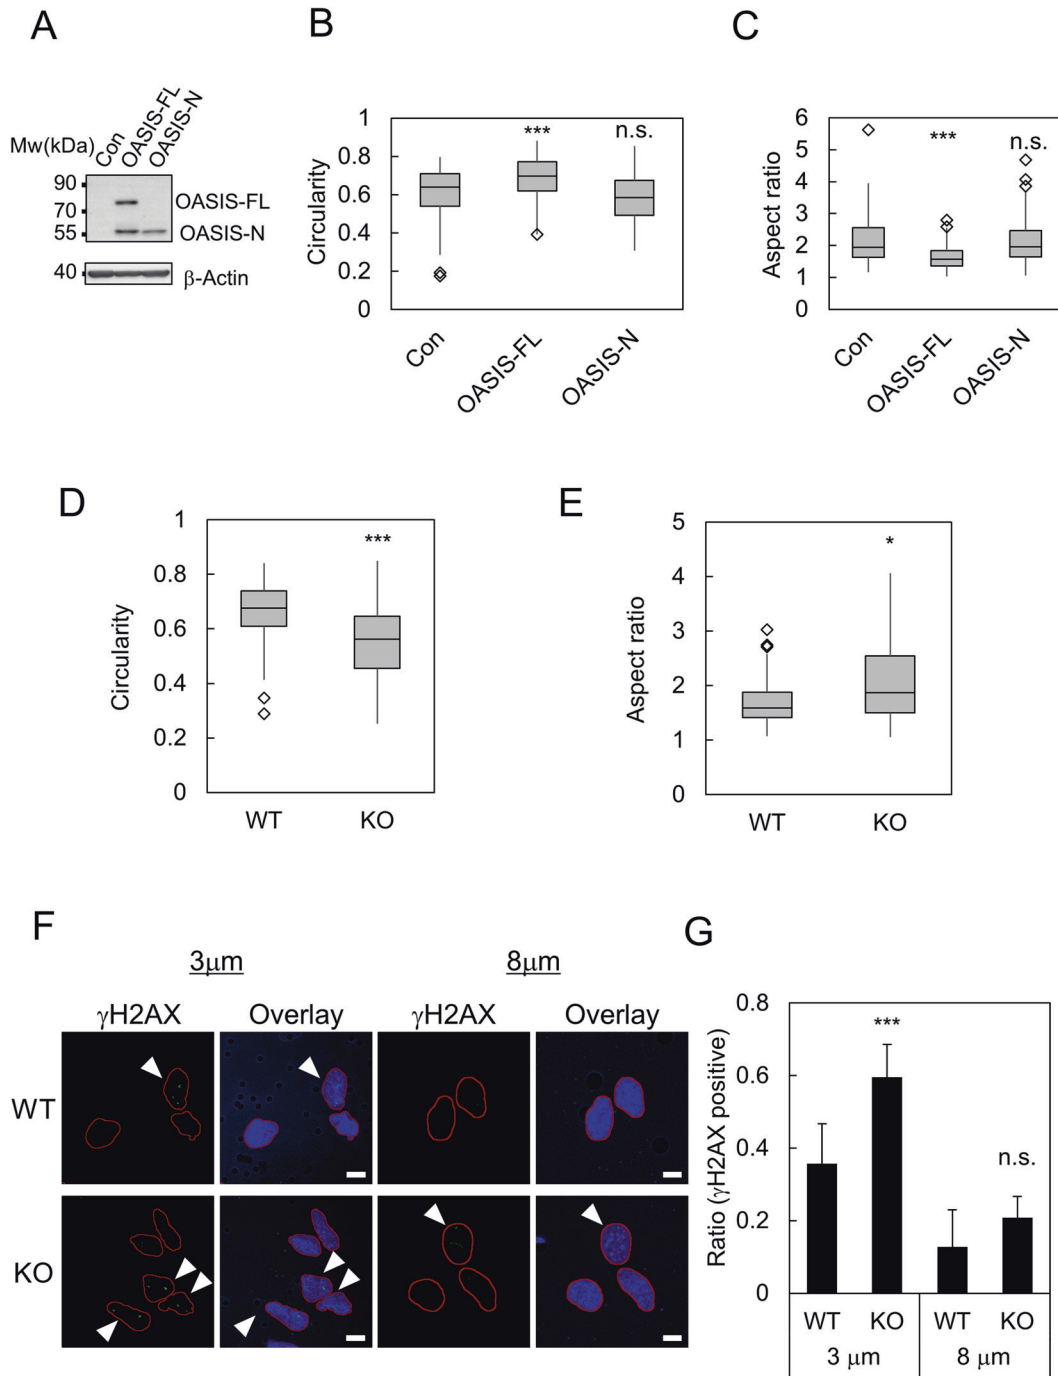 A
Mw(kDa)
Con
OASIS-FL
OASIS-N
90
70
55
40
OASIS-FL
OASIS-N
β-Actin
B
Circularity
1
0.8
0.6
0.4
0.2
0
***
n.s.
Con
OASIS-FL
OASIS-N
C
Aspect ratio
6
5
4
3
2
1
0
***
n.s.
Con
OASIS-FL
OASIS-N
D
Circularity
1
0.8
0.6
0.4
0.2
0
***
WT
KO
E
Aspect ratio
5
4
3
2
1
0
*
WT
KO
F
3μm
8μm
γH2AX
Overlay
γH2AX
Overlay
WT
KO
G
Ratio (γH2AX positive)
0.8
0.6
0.4
0.2
0
***
n.s.
WT
KO
WT
KO
3 μm
8 μm